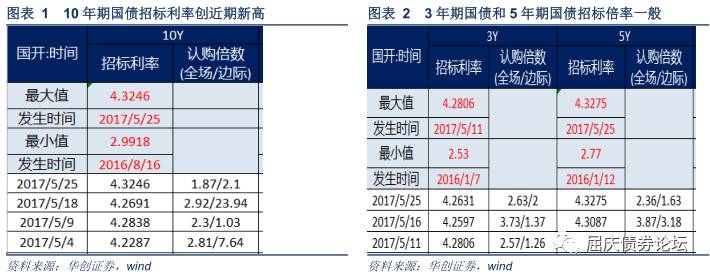 图表 1 10 年期国债招标利率创近期新高
国开:时间 10Y
招标利率 认购倍数
(全场/边际)
最大值 4.3246
发生时间 2017/5/25
最小值 2.9918
发生时间 2016/8/16
2017/5/25 4.3246 1.87/2.1
2017/5/18 4.2691 2.92/23.94
2017/5/9 4.2838 2.3/1.03
2017/5/4 4.2287 2.81/7.64
资料来源：华创证券，wind
图表 2 3 年期国债和 5 年期国债招标倍率一般
国开:时间 3Y 5Y
招标利率 认购倍数 招标利率 认购倍数
(全场/边际) (全场/边际)
最大值 4.2806 4.3275
发生时间 2017/5/11 2017/5/25
最小值 2.53 2.77
发生时间 2016/1/7 2016/1/12
2017/5/25 4.2631 2.63/2 4.3275 2.36/1.63
2017/5/16 4.2597 3.73/1.37 4.3087 3.87/3.18
2017/5/11 4.2806 2.57/1.26
资料来源：华创证券，wind
屈庆债券论坛